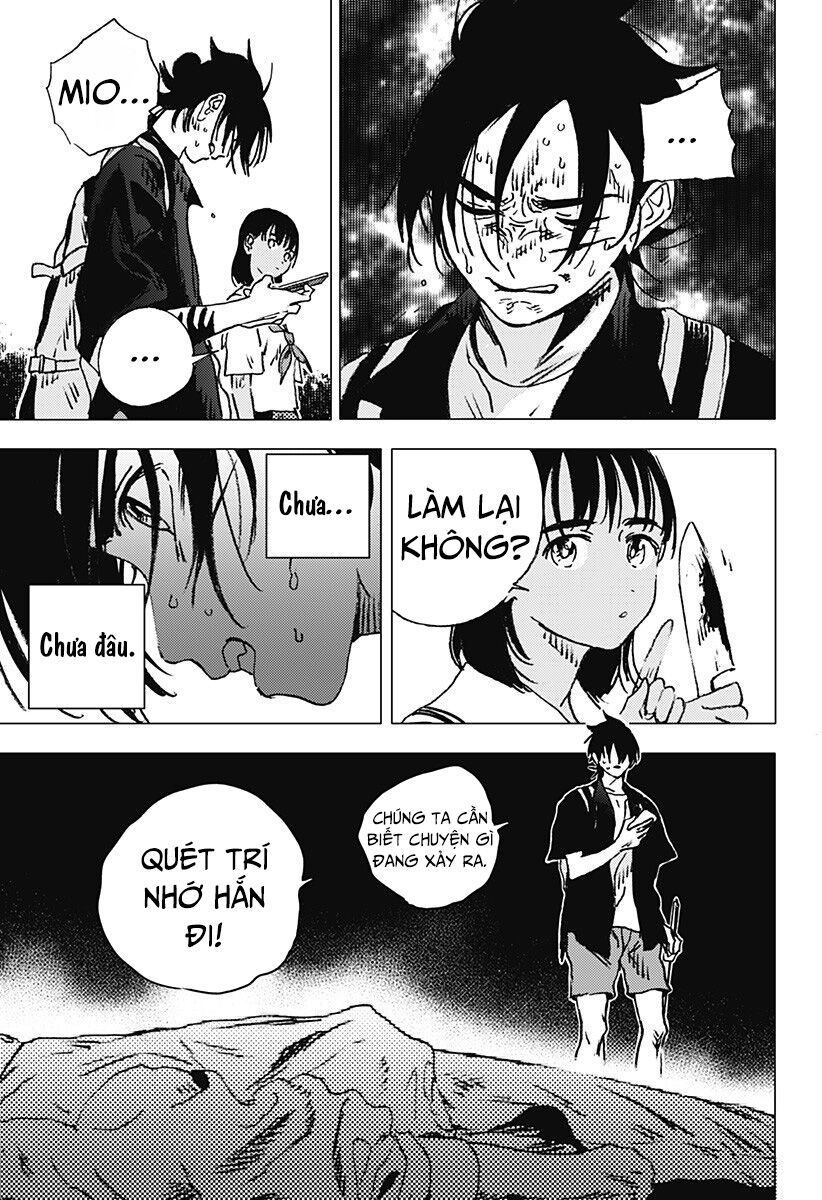 ...
MIO...
...
LÀM LẠI
KHÔNG?
Chưa...
Chưa đâu.
CHÚNG TA CẦN
BIẾT CHUYỆN GÌ
ĐANG XẢY RA.
QUÉT TRÍ
NHỚ HẮN
ĐI!